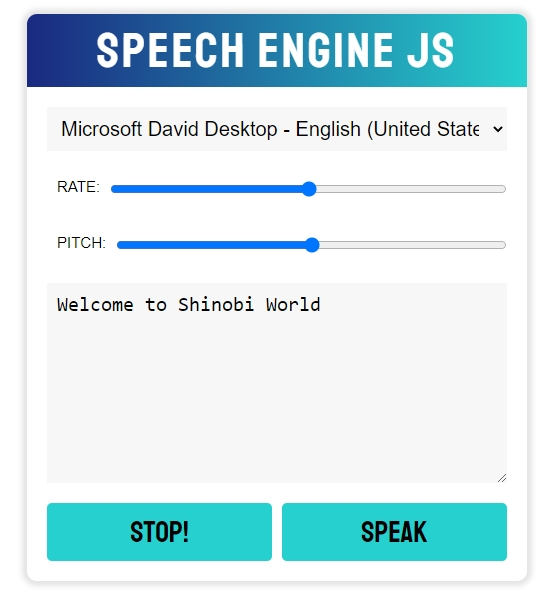 SPEECH ENGINE JS
Microsoft David Desktop - English (United State
RATE:
PITCH:
Welcome to Shinobi World
STOP!
SPEAK